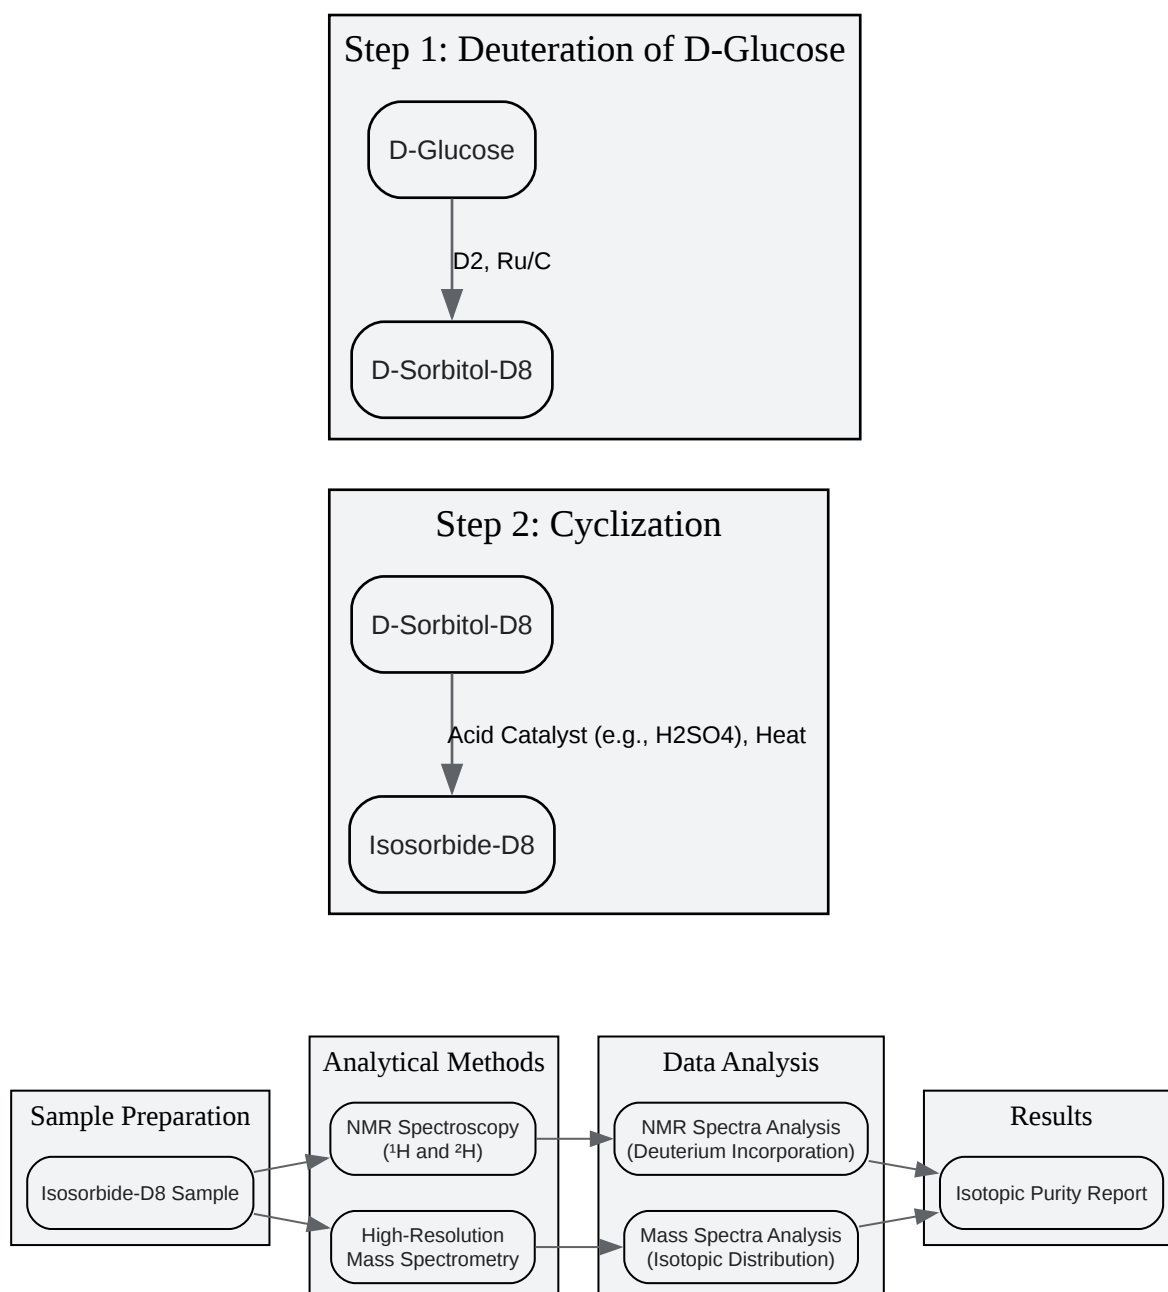 Step 1: Deuteration of D-Glucose
D-Glucose
D2, Ru/C
D-Sorbitol-D8
Step 2: Cyclization
D-Sorbitol-D8
Acid Catalyst (e.g., H2SO4), Heat
Isosorbide-D8
Sample Preparation
Isosorbide-D8 Sample
Analytical Methods
NMR Spectroscopy
(¹H and ²H)
High-Resolution
Mass Spectrometry
Data Analysis
NMR Spectra Analysis
(Deuterium Incorporation)
Mass Spectra Analysis
(Isotopic Distribution)
Results
Isotopic Purity Report